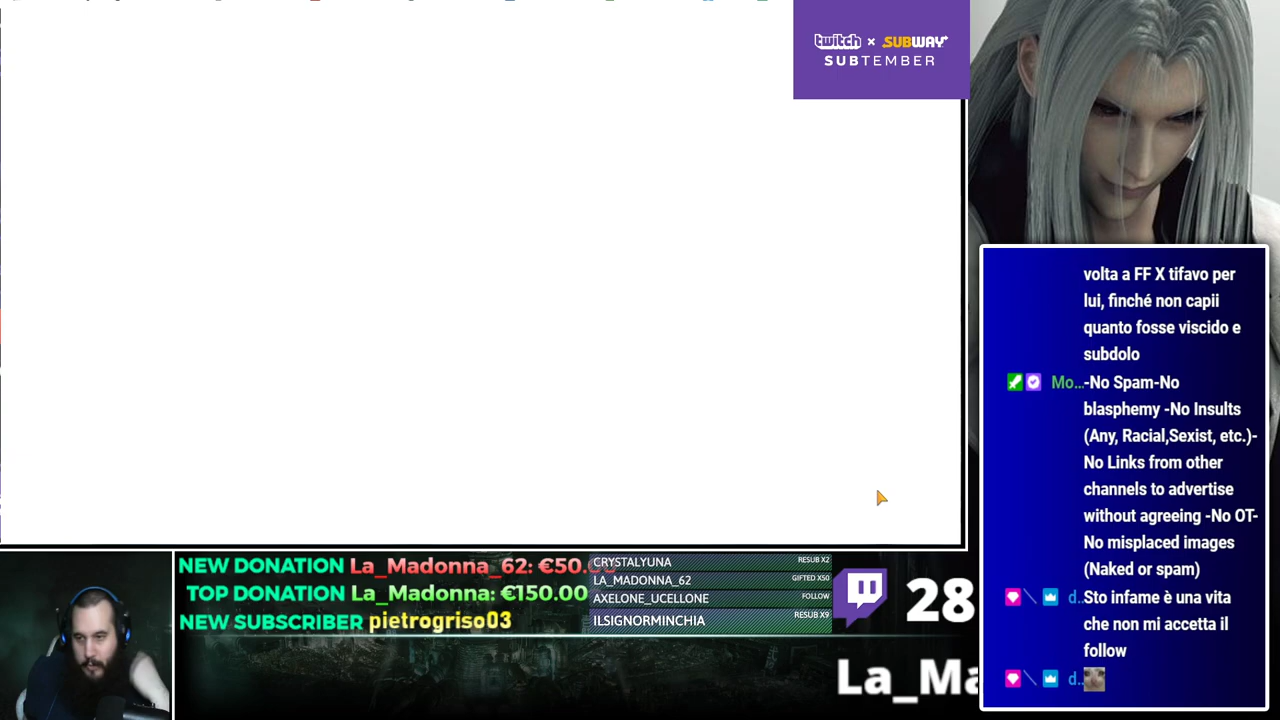 twitch x SUBWAY
SUBTEMBER
volta a FF X tifavo per
lui, finché non capii
quanto fosse viscido e
subdolo
Mo...-No Spam-No
blasphemy -No Insults
(Any, Racial,Sexist, etc.)-
No Links from other
channels to advertise
without agreeing -No OT-
No misplaced images
(Naked or spam)
d..Sto infame è una vita
che non mi accetta il
follow
d..
NEW DONATION La_Madonna_62: €50.
TOP DONATION La_Madonna: €150.00
NEW SUBSCRIBER pietrogriso03
CRYSTALYUNA RESUB X2
LA_MADONNA_62 GIFTED X50
AXELONE_UCELLONE FOLLOW
ILSIGNORMINCHIA RESUB X9
28
La_Ma